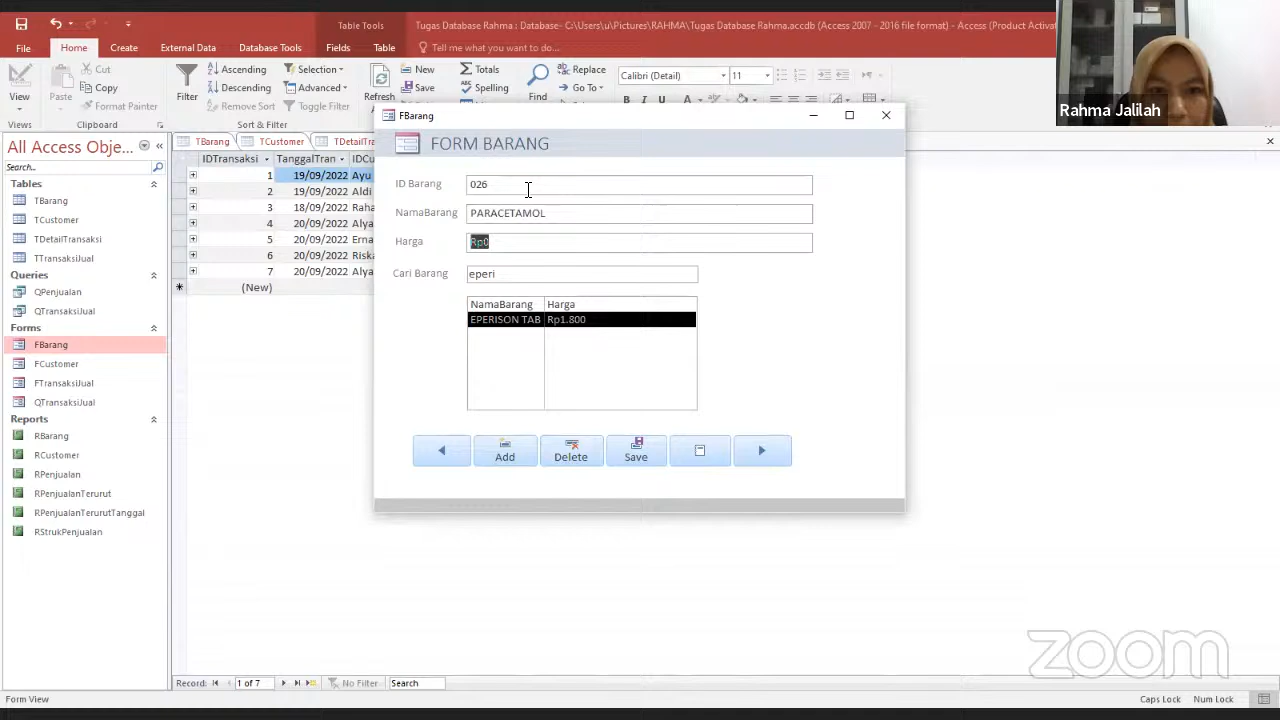 Table Tools
Tugas Database Rahma : Database- C:\Users\u\Pictures\RAHMA\Tugas Database Rahma.accdb (Access 2007 - 2016 file format) - Access (Product Activat
File
Home
Create
External Data
Database Tools
Fields
Table
Tell me what you want to do...
View
Views
Paste
Cut
Copy
Format Painter
Clipboard
Filter
Ascending
Descending
Remove Sort
Selection
Advanced
Toggle Filter
Sort & Filter
Refresh
New
Save
Totals
Spelling
Find
Replace
Go To
Calibri (Detail)
11
B I U A
Rahma Jalilah
All Access Obje...
Search...
Tables
TBarang
TCustomer
TDetailTransaksi
TTransaksiJual
Queries
QPenjualan
QTransaksiJual
Forms
FBarang
FCustomer
FTransaksiJual
QTransaksiJual
Reports
RBarang
RCustomer
RPenjualan
RPenjualanTerurut
RPenjualanTerurutTanggal
RStrukPenjualan
TBarang
TCustomer
TDetailTra
IDTransaksi TanggalTran IDCu
1 19/09/2022 Ayu
2 19/09/2022 Aldi
3 18/09/2022 Raha
4 20/09/2022 Alya
5 20/09/2022 Erna
6 20/09/2022 Riska
7 20/09/2022 Alya
(New)
FBarang
FORM BARANG
ID Barang 026
NamaBarang PARACETAMOL
Harga Rp0
Cari Barang eperi
NamaBarang Harga
EPERISON TAB Rp1.800
Add
Delete
Save
zoom
Record: 1 of 7 No Filter Search
Form View
Caps Lock Num Lock